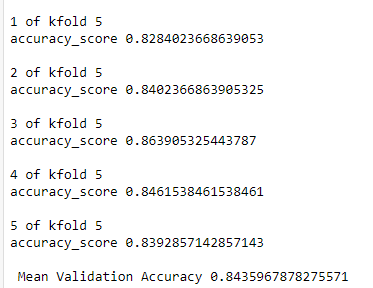 1 of kfold 5
accuracy_score 0.8284023668639053
2 of kfold 5
accuracy_score 0.8402366863905325
3 of kfold 5
accuracy_score 0.863905325443787
4 of kfold 5
accuracy_score 0.8461538461538461
5 of kfold 5
accuracy_score 0.8392857142857143
Mean Validation Accuracy 0.8435967878275571